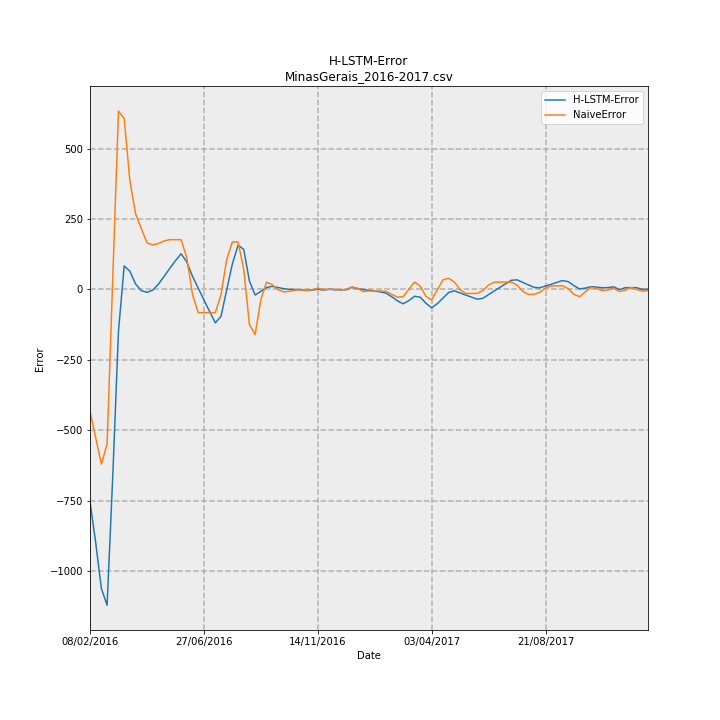 H-LSTM-Error
MinasGerais_2016-2017.csv
H-LSTM-Error
NaiveError
500
250
0
−250
−500
−750
−1000
Error
08/02/2016
27/06/2016
14/11/2016
03/04/2017
21/08/2017
Date